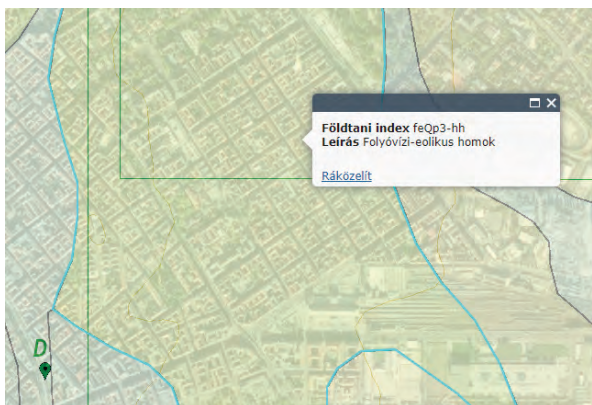 Földtani index feQp3-hh
Leírás Folyóvízi-eolikus homok
Ráközelít
D